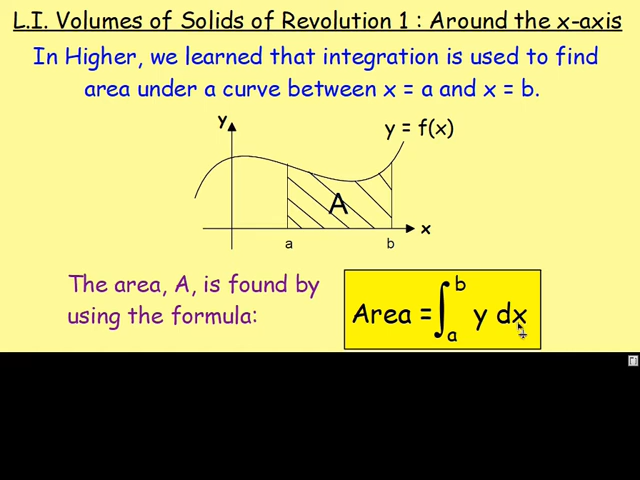 L.I. Volumes of Solids of Revolution 1 : Around the x-axis
In Higher, we learned that integration is used to find
area under a curve between x = a and x = b.
y
y = f(x)
A
x
a
b
The area, A, is found by
using the formula:
Area = ∫ₐᵇ y dx